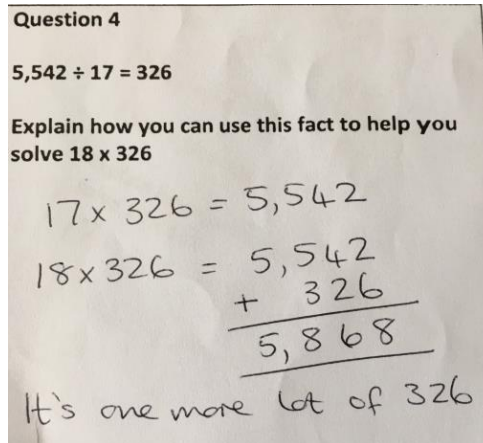 Question 4
5,542 ÷ 17 = 326
Explain how you can use this fact to help you
solve 18 x 326
17 x 326 = 5,542
18 x 326 = 5,542
+ 326
5,868
It's one more lot of 326